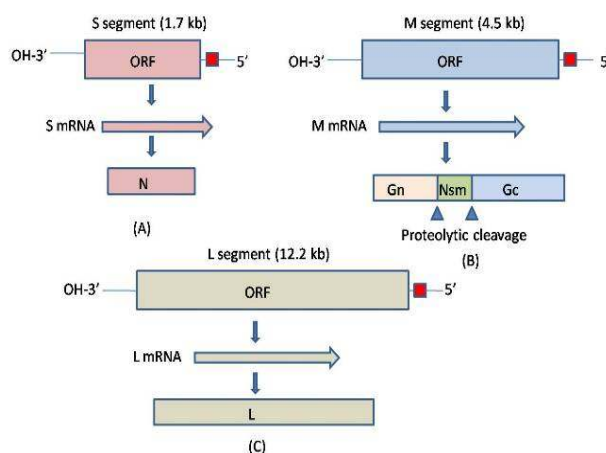 S segment (1.7 kb)
OH-3’
ORF
5’
S mRNA
N
(A)
M segment (4.5 kb)
OH-3’
ORF
5’
M mRNA
Gn
Nsm
Gc
Proteolytic cleavage
(B)
L segment (12.2 kb)
OH-3’
ORF
5’
L mRNA
L
(C)